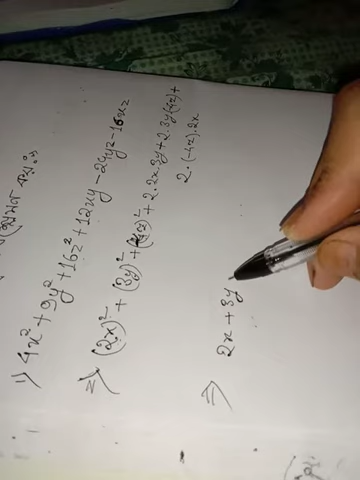 1) 4x² + 9y² + 16z² + 12xy - 24yz - 16xz
⇒ (2x)² + (3y)² + (-4z)² + 2.2x.3y + 2.3y(-4z) +
2.(-4z).2x
⇒ 2x + 3y